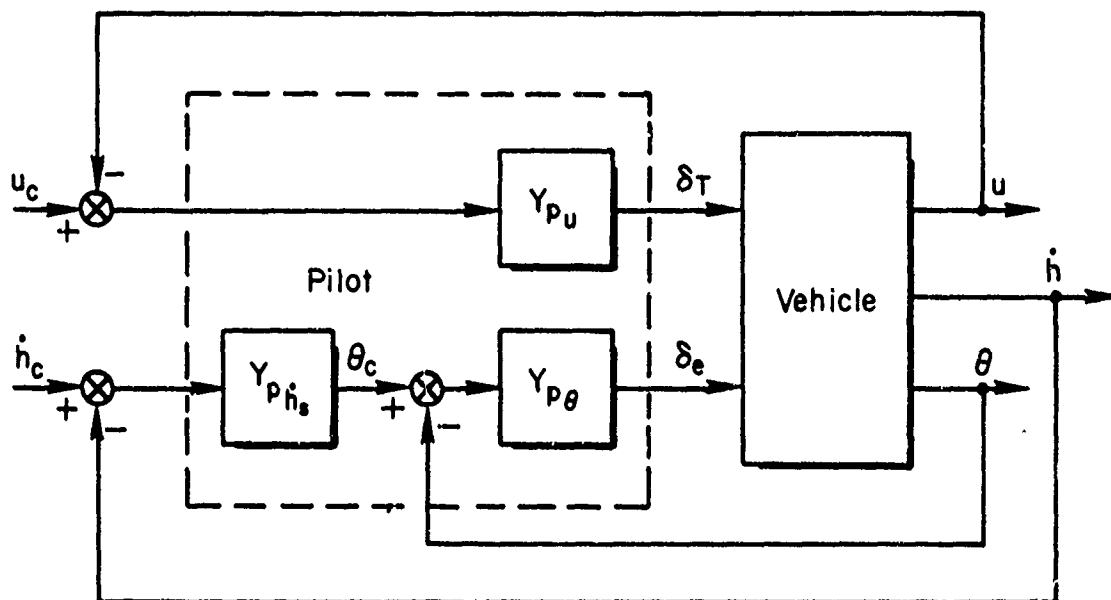 u_c
+
−
Y_{p_u}
δ_T
u
Pilot
Vehicle
ḣ
ḣ_c
+
−
Y_{p_{ḣ_s}}
θ_c
+
−
Y_{p_θ}
δ_e
θ